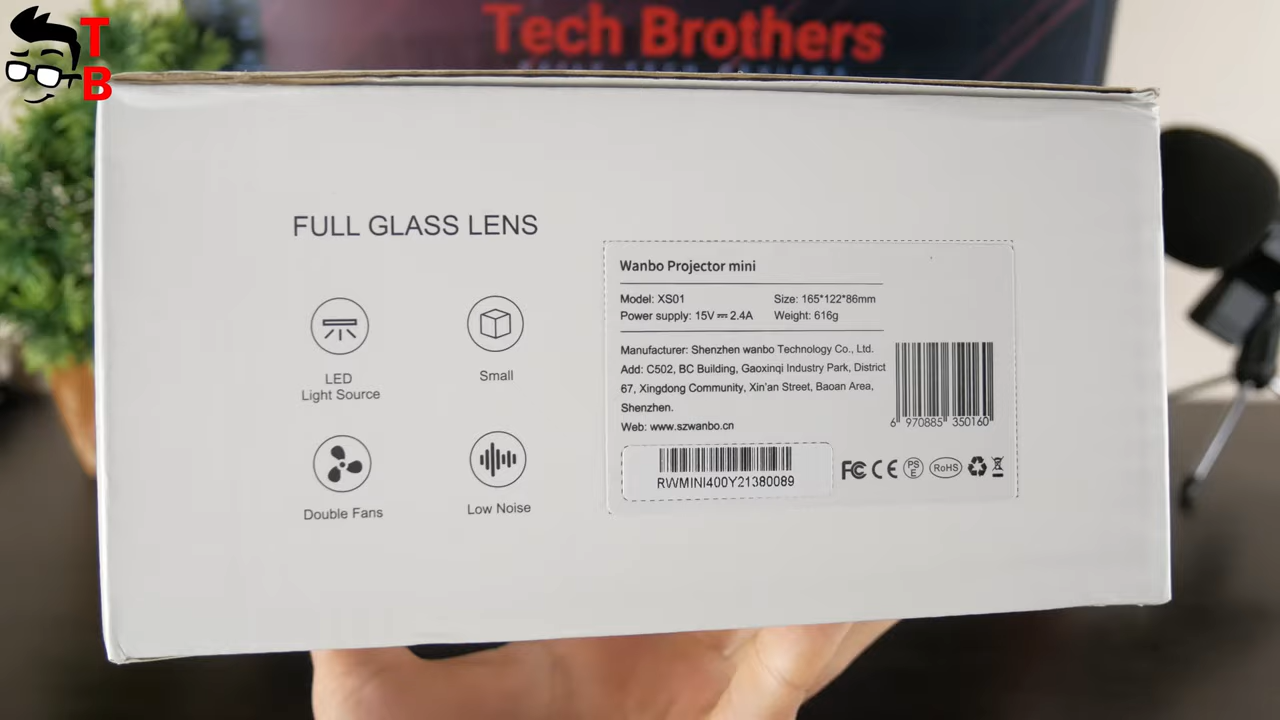 T
B
Tech Brothers
FULL GLASS LENS
LED
Light Source
Small
Double Fans
Low Noise
Wanbo Projector mini
Model: XS01
Size: 165*122*86mm
Power supply: 15V ⎓ 2.4A
Weight: 616g
Manufacturer: Shenzhen wanbo Technology Co., Ltd.
Add: C502, BC Building, Gaoxinqi Industry Park, District
67, Xingdong Community, Xin'an Street, Baoan Area,
Shenzhen.
Web: www.szwanbo.cn
6 970885 350160
RWMINI400Y21380089
FC CE PS E RoHS